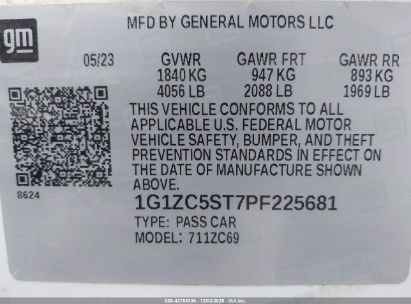 MFD BY GENERAL MOTORS LLC
gm
05/23 GVWR GAWR FRT GAWR RR
1840 KG 947 KG 893 KG
4056 LB 2088 LB 1969 LB
THIS VEHICLE CONFORMS TO ALL
APPLICABLE U.S. FEDERAL MOTOR
VEHICLE SAFETY, BUMPER, AND THEFT
PREVENTION STANDARDS IN EFFECT ON
THE DATE OF MANUFACTURE SHOWN
ABOVE.
8624
1G1ZC5ST7PF225681
TYPE: PASS CAR
MODEL: 711ZC69